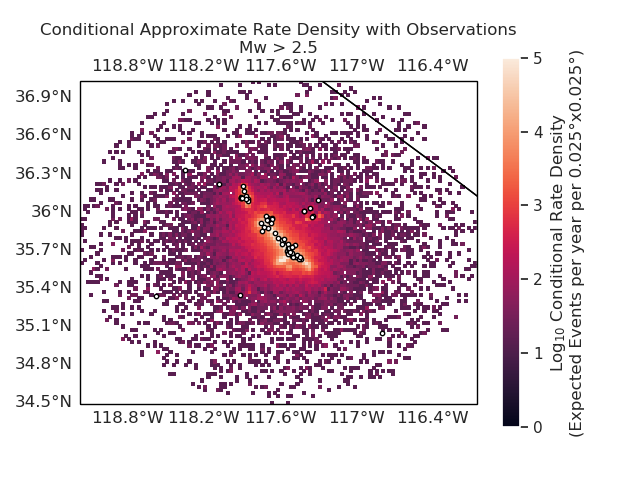 Conditional Approximate Rate Density with Observations
Mw > 2.5
118.8°W 118.2°W 117.6°W 117°W 116.4°W
36.9°N
36.6°N
36.3°N
36°N
35.7°N
35.4°N
35.1°N
34.8°N
34.5°N
118.8°W 118.2°W 117.6°W 117°W 116.4°W
5
4
3
2
1
0
Log₁₀ Conditional Rate Density
(Expected Events per year per 0.025°x0.025°)